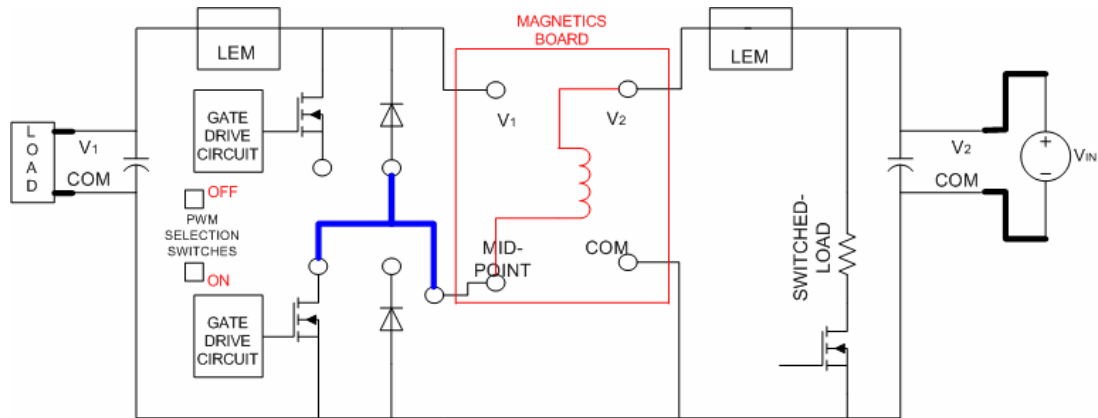 MAGNETICS
BOARD
LEM
LEM
GATE
DRIVE
CIRCUIT
L
O
A
D
V1
COM
V1
V2
V2
COM
+
−
VIN
OFF
PWM
SELECTION
SWITCHES
ON
MID-
POINT
COM
SWITCHED-
LOAD
GATE
DRIVE
CIRCUIT